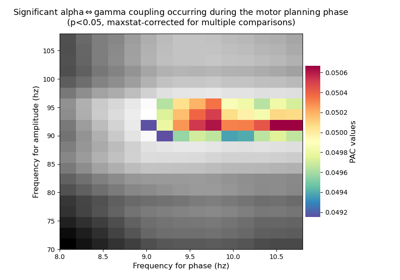 Significant alpha⇔gamma coupling occurring during the motor planning phase
(p<0.05, maxstat-corrected for multiple comparisons)
105
100
95
90
85
80
75
70
Frequency for amplitude (hz)
8.0 8.5 9.0 9.5 10.0 10.5
Frequency for phase (hz)
0.0506
0.0504
0.0502
0.0500
0.0498
0.0496
0.0494
0.0492
PAC values